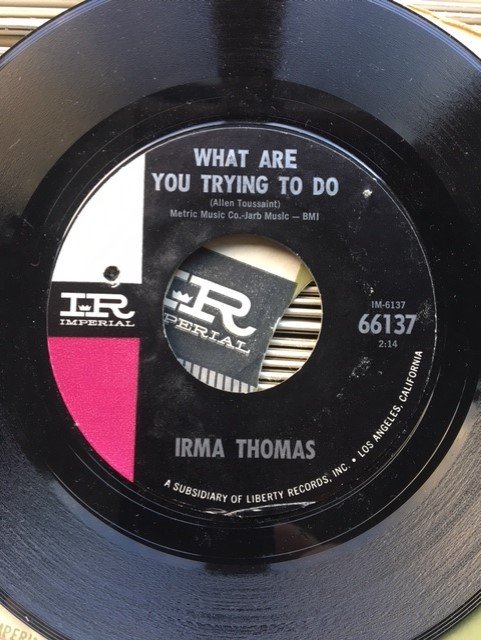 WHAT ARE
YOU TRYING TO DO
(Allen Toussaint)
Metric Music Co.-Jarb Music — BMI
IM-6137
66137
2:14
IR
IMPERIAL
R
PERIAL
IRMA THOMAS
A SUBSIDIARY OF LIBERTY RECORDS, INC. • LOS ANGELES, CALIFORNIA